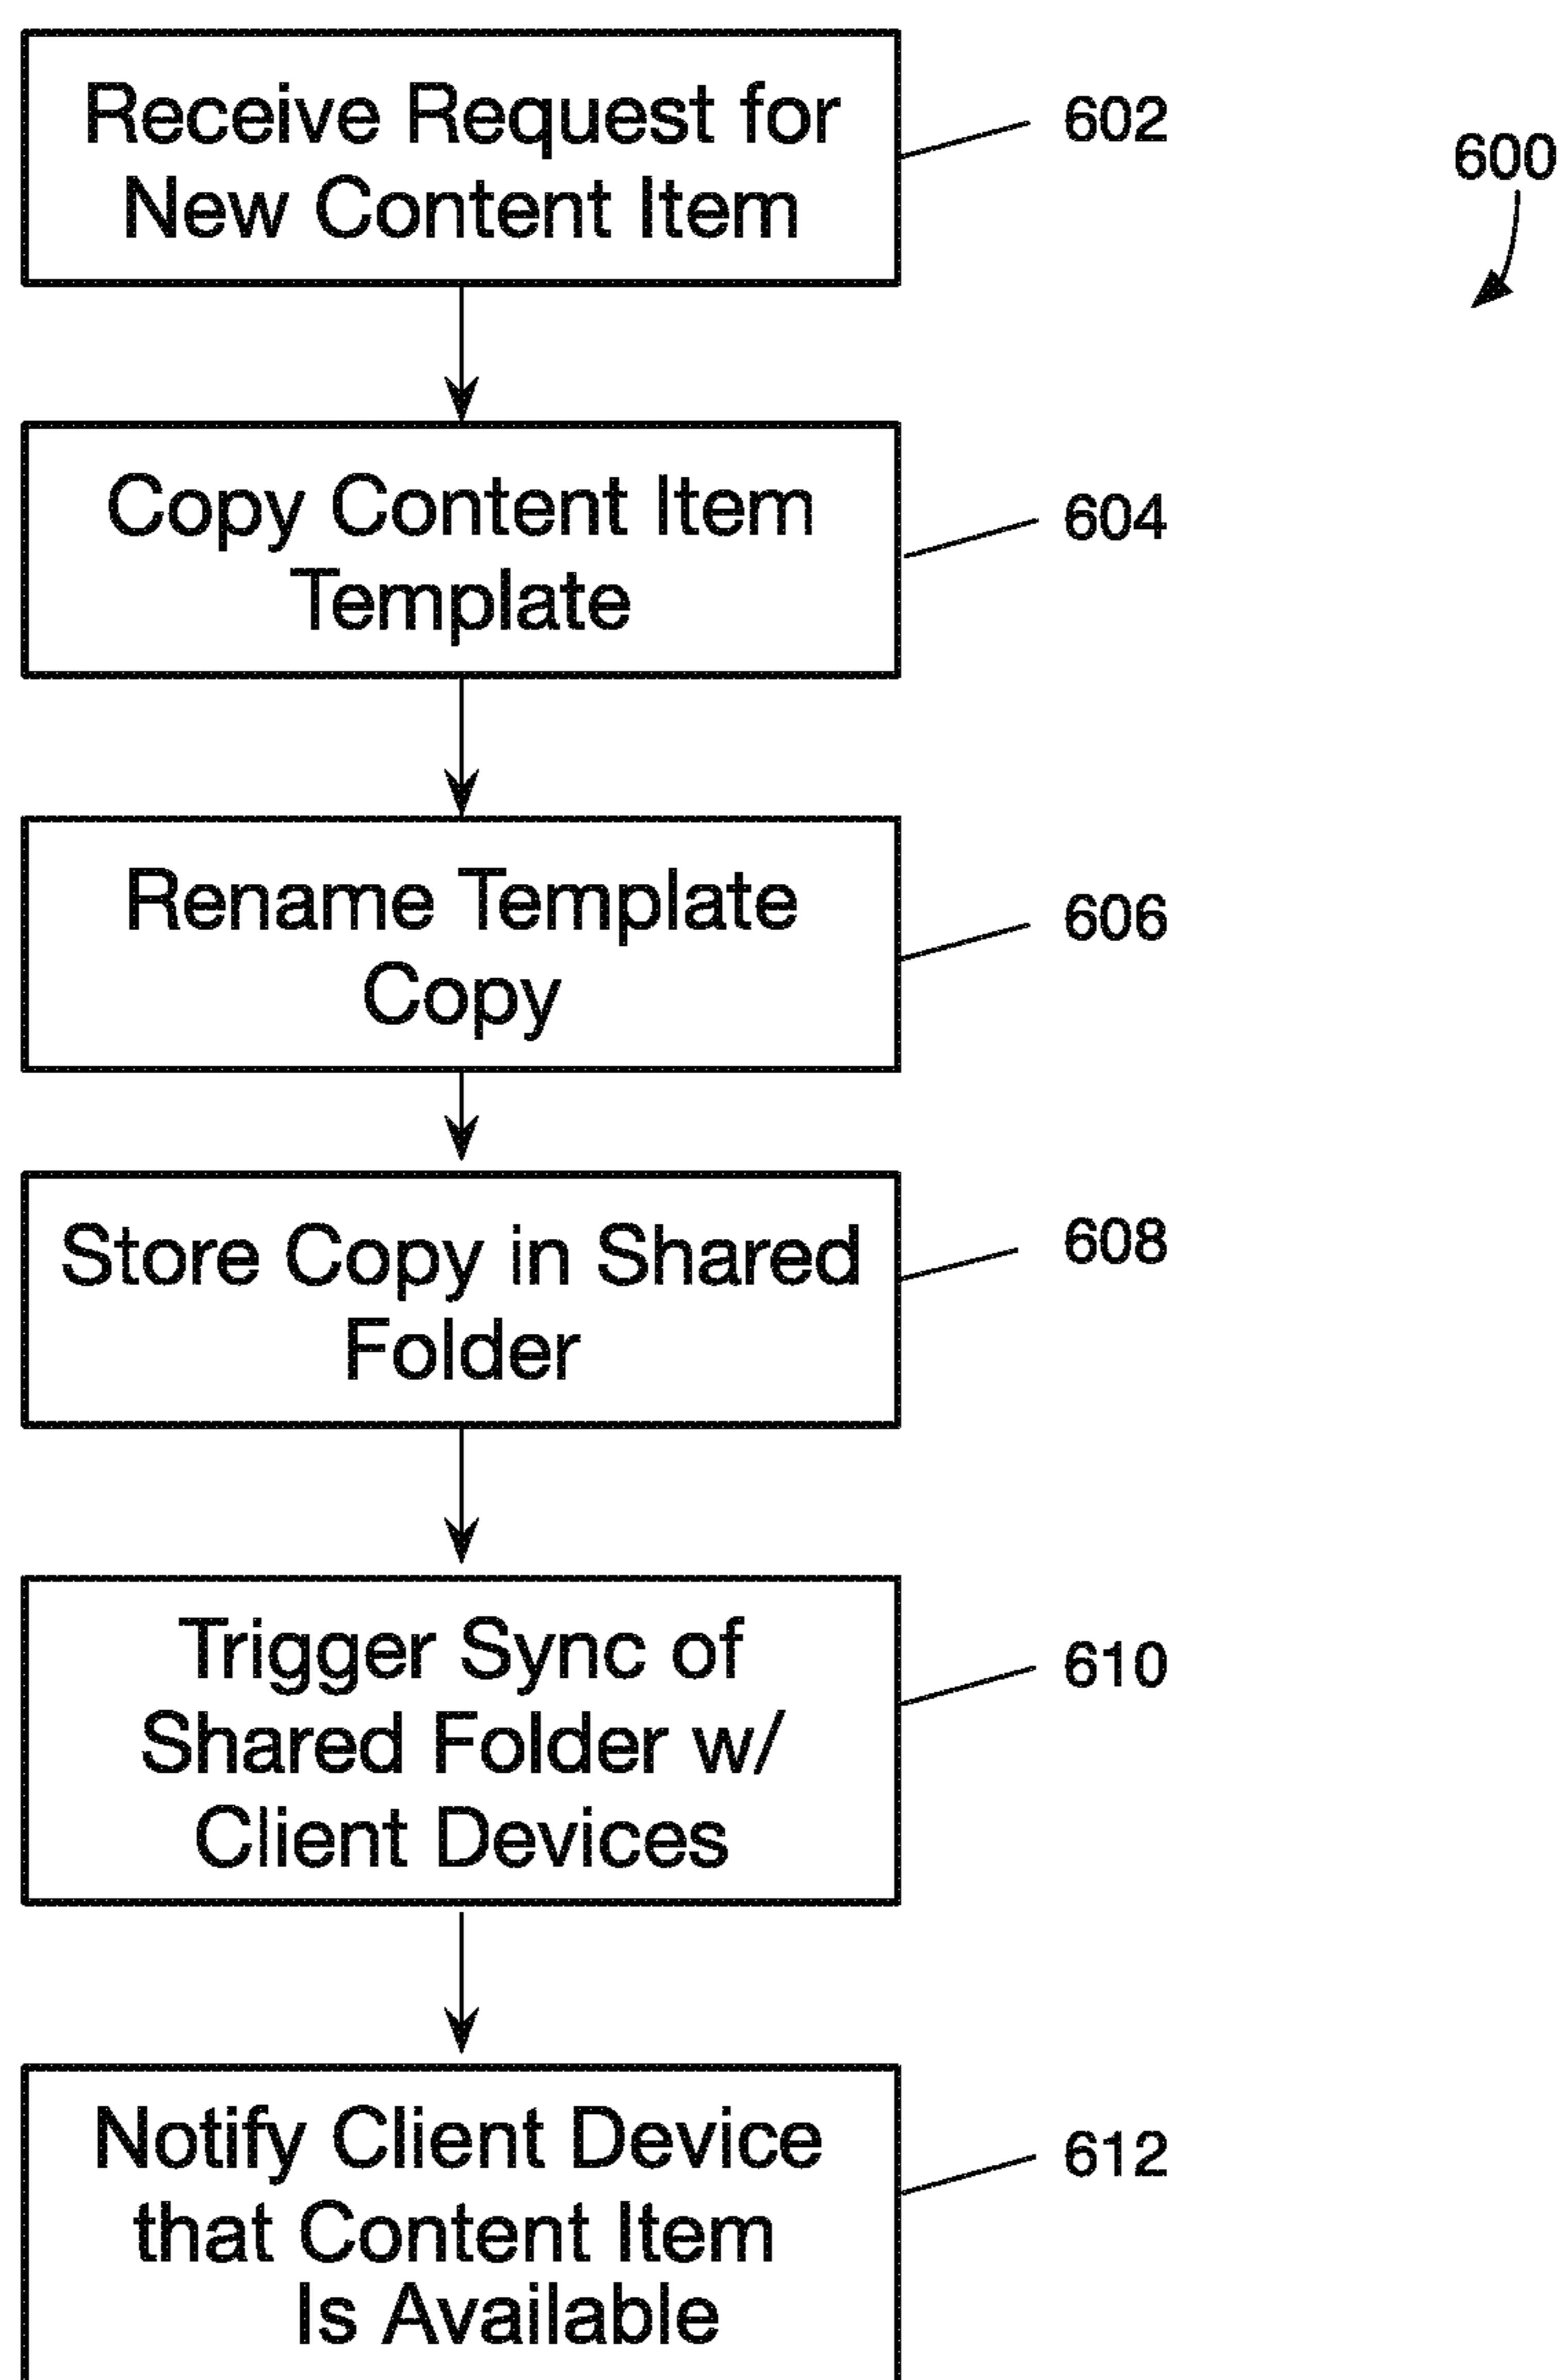 Receive Request for
New Content Item
602
600
Copy Content Item
Template
604
Rename Template
Copy
606
Store Copy in Shared
Folder
608
Trigger Sync of
Shared Folder w/
Client Devices
610
Notify Client Device
that Content Item
Is Available
612